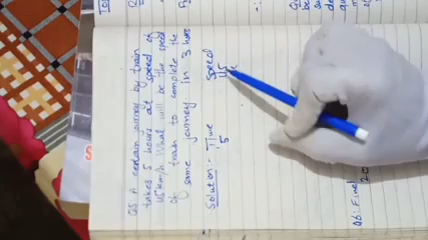 Q5 A certain journey by train
takes 5 hours at speed of
45 km/h what will be the speed
of train to complete the
same journey in 3 hours
Solution:- Time Speed
5 45
Q6: Find